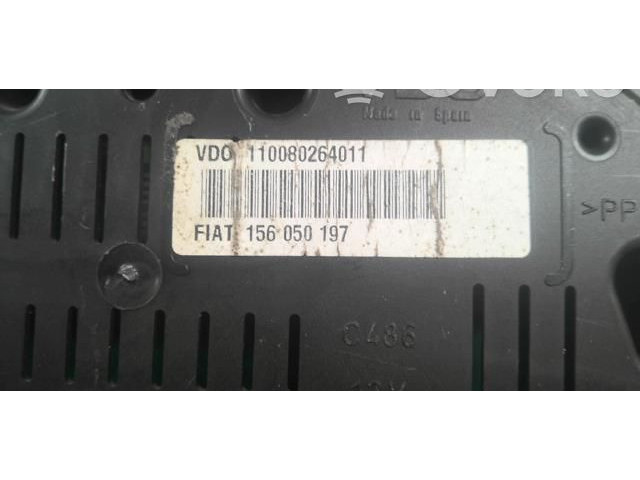 Made in Spain
VDO 110080264011
FIAT 156 050 197
>PP
C486